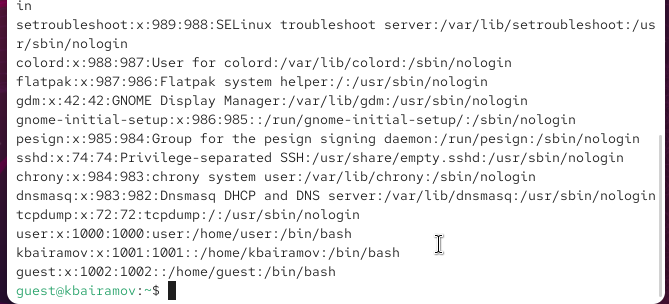 in
setroubleshoot:x:989:988:SELinux troubleshoot server:/var/lib/setroubleshoot:/us
r/sbin/nologin
colord:x:988:987:User for colord:/var/lib/colord:/sbin/nologin
flatpak:x:987:986:Flatpak system helper:/:/usr/sbin/nologin
gdm:x:42:42:GNOME Display Manager:/var/lib/gdm:/usr/sbin/nologin
gnome-initial-setup:x:986:985::/run/gnome-initial-setup/:/sbin/nologin
pesign:x:985:984:Group for the pesign signing daemon:/run/pesign:/sbin/nologin
sshd:x:74:74:Privilege-separated SSH:/usr/share/empty.sshd:/usr/sbin/nologin
chrony:x:984:983:chrony system user:/var/lib/chrony:/sbin/nologin
dnsmasq:x:983:982:Dnsmasq DHCP and DNS server:/var/lib/dnsmasq:/usr/sbin/nologin
tcpdump:x:72:72:tcpdump:/:/usr/sbin/nologin
user:x:1000:1000:user:/home/user:/bin/bash
kbairamov:x:1001:1001::/home/kbairamov:/bin/bash
guest:x:1002:1002::/home/guest:/bin/bash
guest@kbairamov:~$